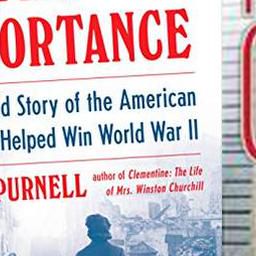 ORTANCE
d Story of the American
Helped Win World War II
PURNELL
author of Clementine: The Life
of Mrs. Winston Churchill